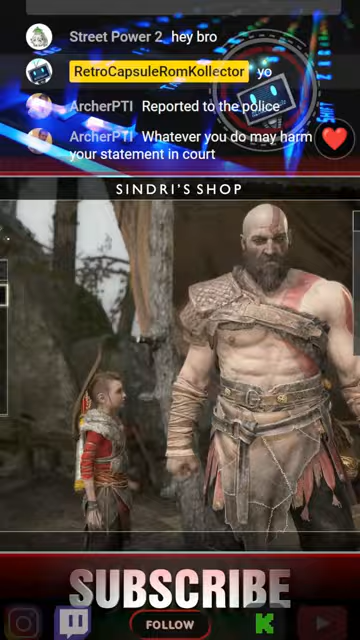 Street Power 2 hey bro
RetroCapsuleRomKollector yo
ArcherPTI Reported to the police
ArcherPTI Whatever you do may harm
your statement in court
SINDRI'S SHOP
SUBSCRIBE
FOLLOW